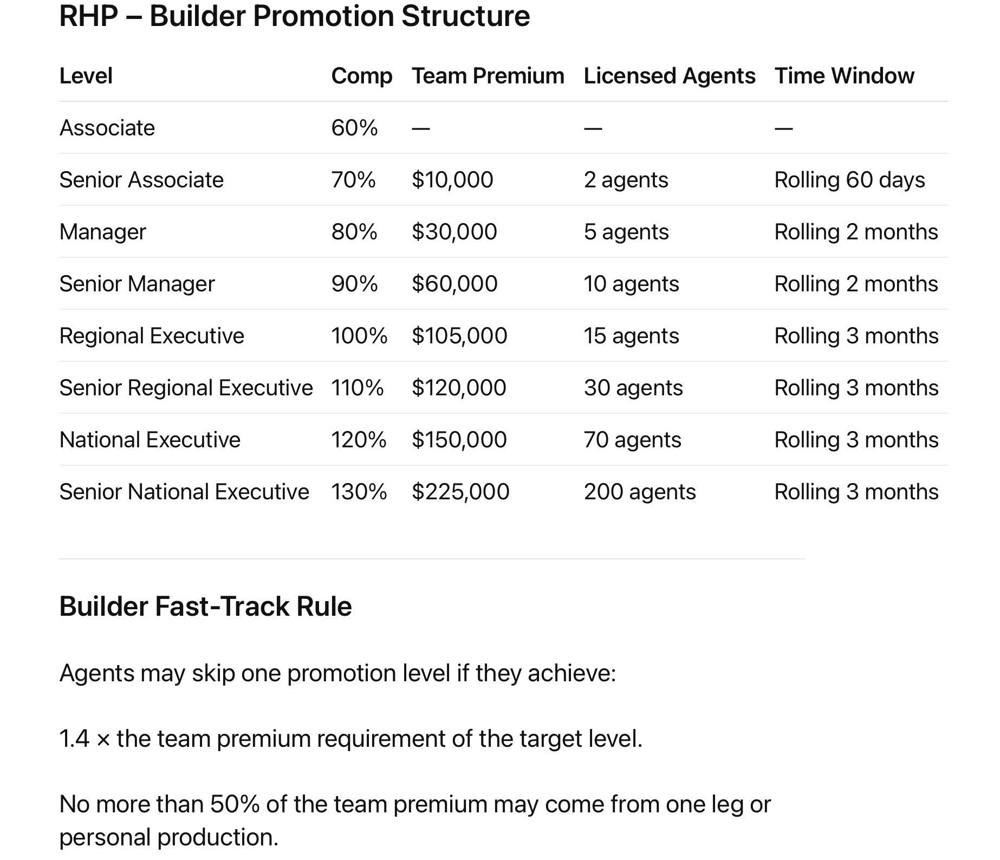 RHP – Builder Promotion Structure
Level Comp Team Premium Licensed Agents Time Window
Associate 60% — — —
Senior Associate 70% $10,000 2 agents Rolling 60 days
Manager 80% $30,000 5 agents Rolling 2 months
Senior Manager 90% $60,000 10 agents Rolling 2 months
Regional Executive 100% $105,000 15 agents Rolling 3 months
Senior Regional Executive 110% $120,000 30 agents Rolling 3 months
National Executive 120% $150,000 70 agents Rolling 3 months
Senior National Executive 130% $225,000 200 agents Rolling 3 months
Builder Fast-Track Rule
Agents may skip one promotion level if they achieve:
1.4 × the team premium requirement of the target level.
No more than 50% of the team premium may come from one leg or
personal production.